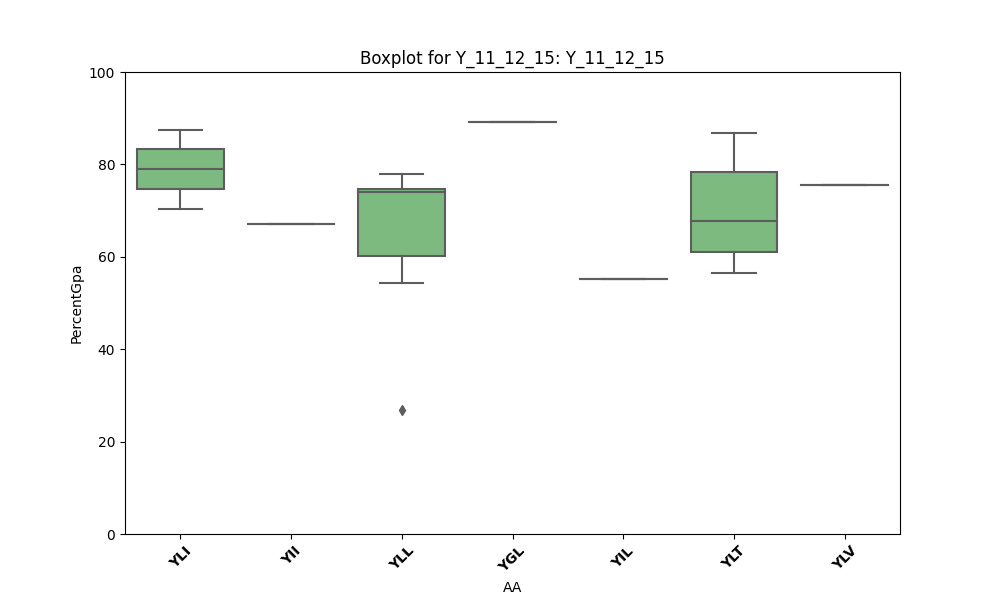 Boxplot for Y_11_12_15: Y_11_12_15
100
80
60
40
20
0
PercentGpa
YLI
YII
YLL
YGL
YIL
YLT
YLV
AA